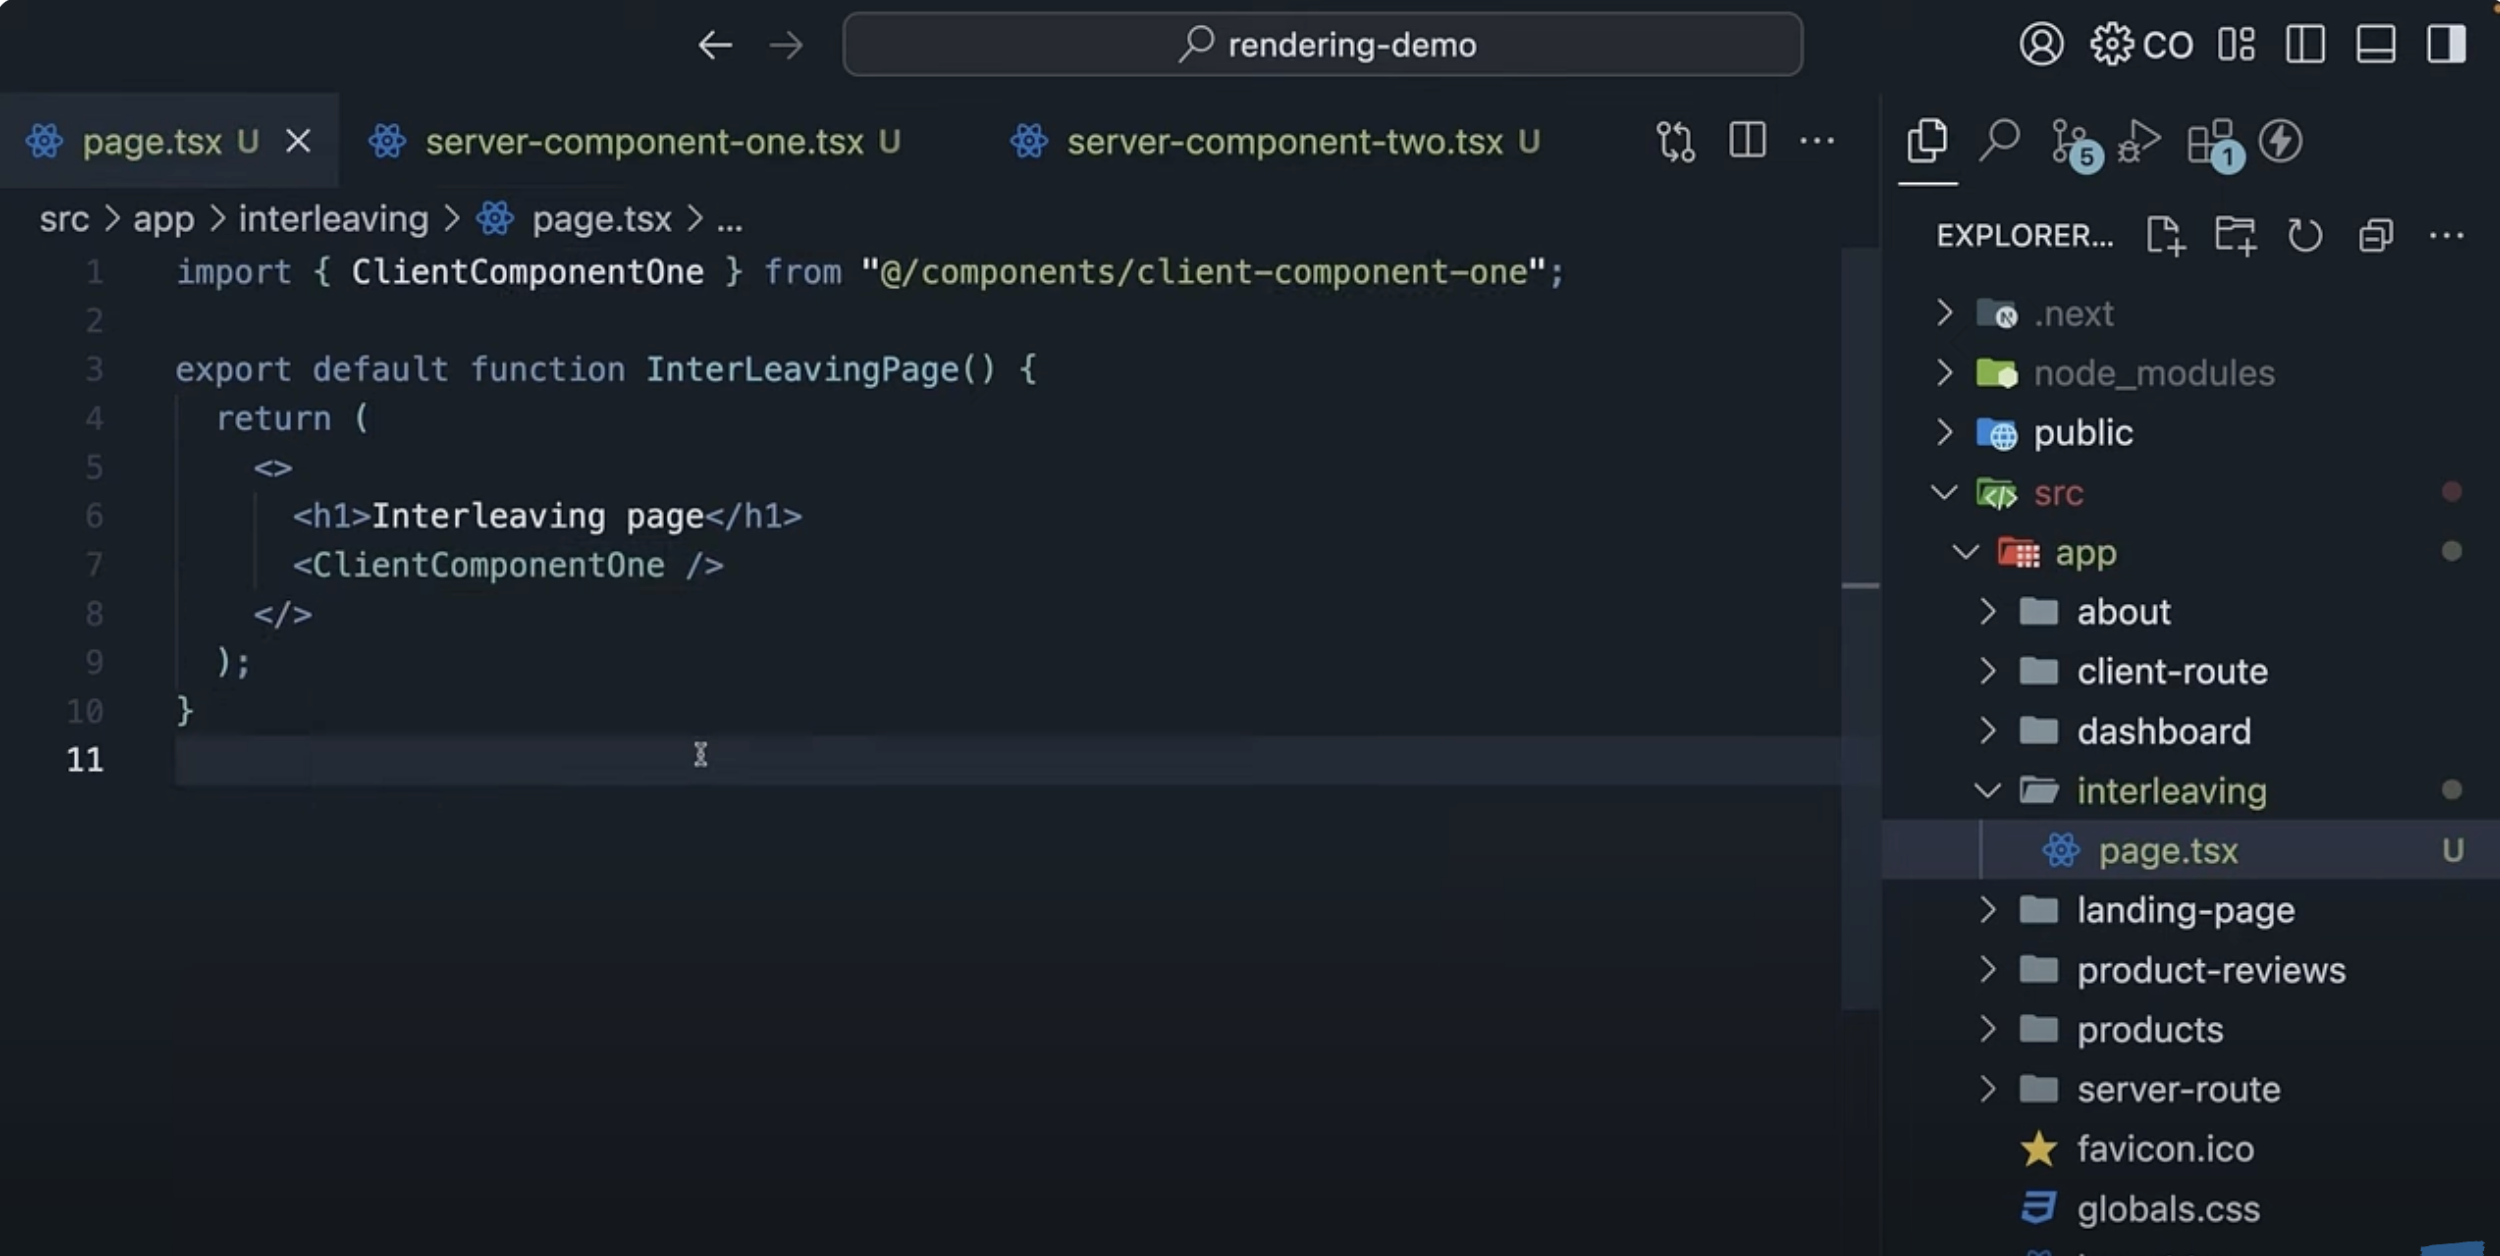 rendering-demo
CO
page.tsx U
server-component-one.tsx U
server-component-two.tsx U
5
1
src > app > interleaving > page.tsx > ...
EXPLORER...
1 import { ClientComponentOne } from "@/components/client-component-one";
2
3 export default function InterLeavingPage() {
4 return (
5 <>
6 <h1>Interleaving page</h1>
7 <ClientComponentOne />
8 </>
9 );
10 }
11
.next
node_modules
public
src
app
about
client-route
dashboard
interleaving
page.tsx U
landing-page
product-reviews
products
server-route
favicon.ico
globals.css